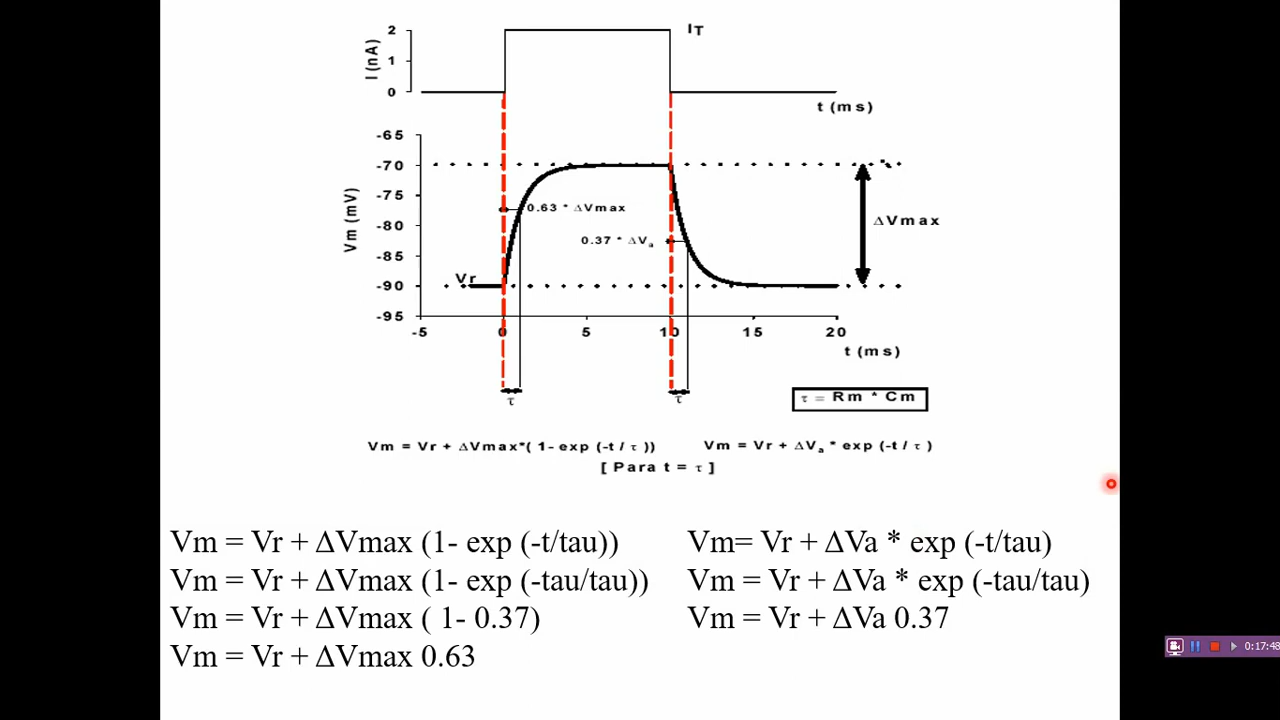 2
I T
I (nA)
1
0
t (ms)
-65
-70
-75
0.63 * ΔVmax
Vm (mV)
-80
ΔVmax
0.37 * ΔVa
-85
Vr
-90
-95
-5 0 5 10 15 20
t (ms)
τ τ
τ = Rm * Cm
Vm = Vr + ΔVmax*( 1- exp (-t / τ )) Vm = Vr + ΔVa * exp (-t / τ )
[ Para t = τ ]
Vm = Vr + ΔVmax (1- exp (-t/tau))
Vm = Vr + ΔVmax (1- exp (-tau/tau))
Vm = Vr + ΔVmax ( 1- 0.37)
Vm = Vr + ΔVmax 0.63
Vm= Vr + ΔVa * exp (-t/tau)
Vm = Vr + ΔVa * exp (-tau/tau)
Vm = Vr + ΔVa 0.37
0:17:48